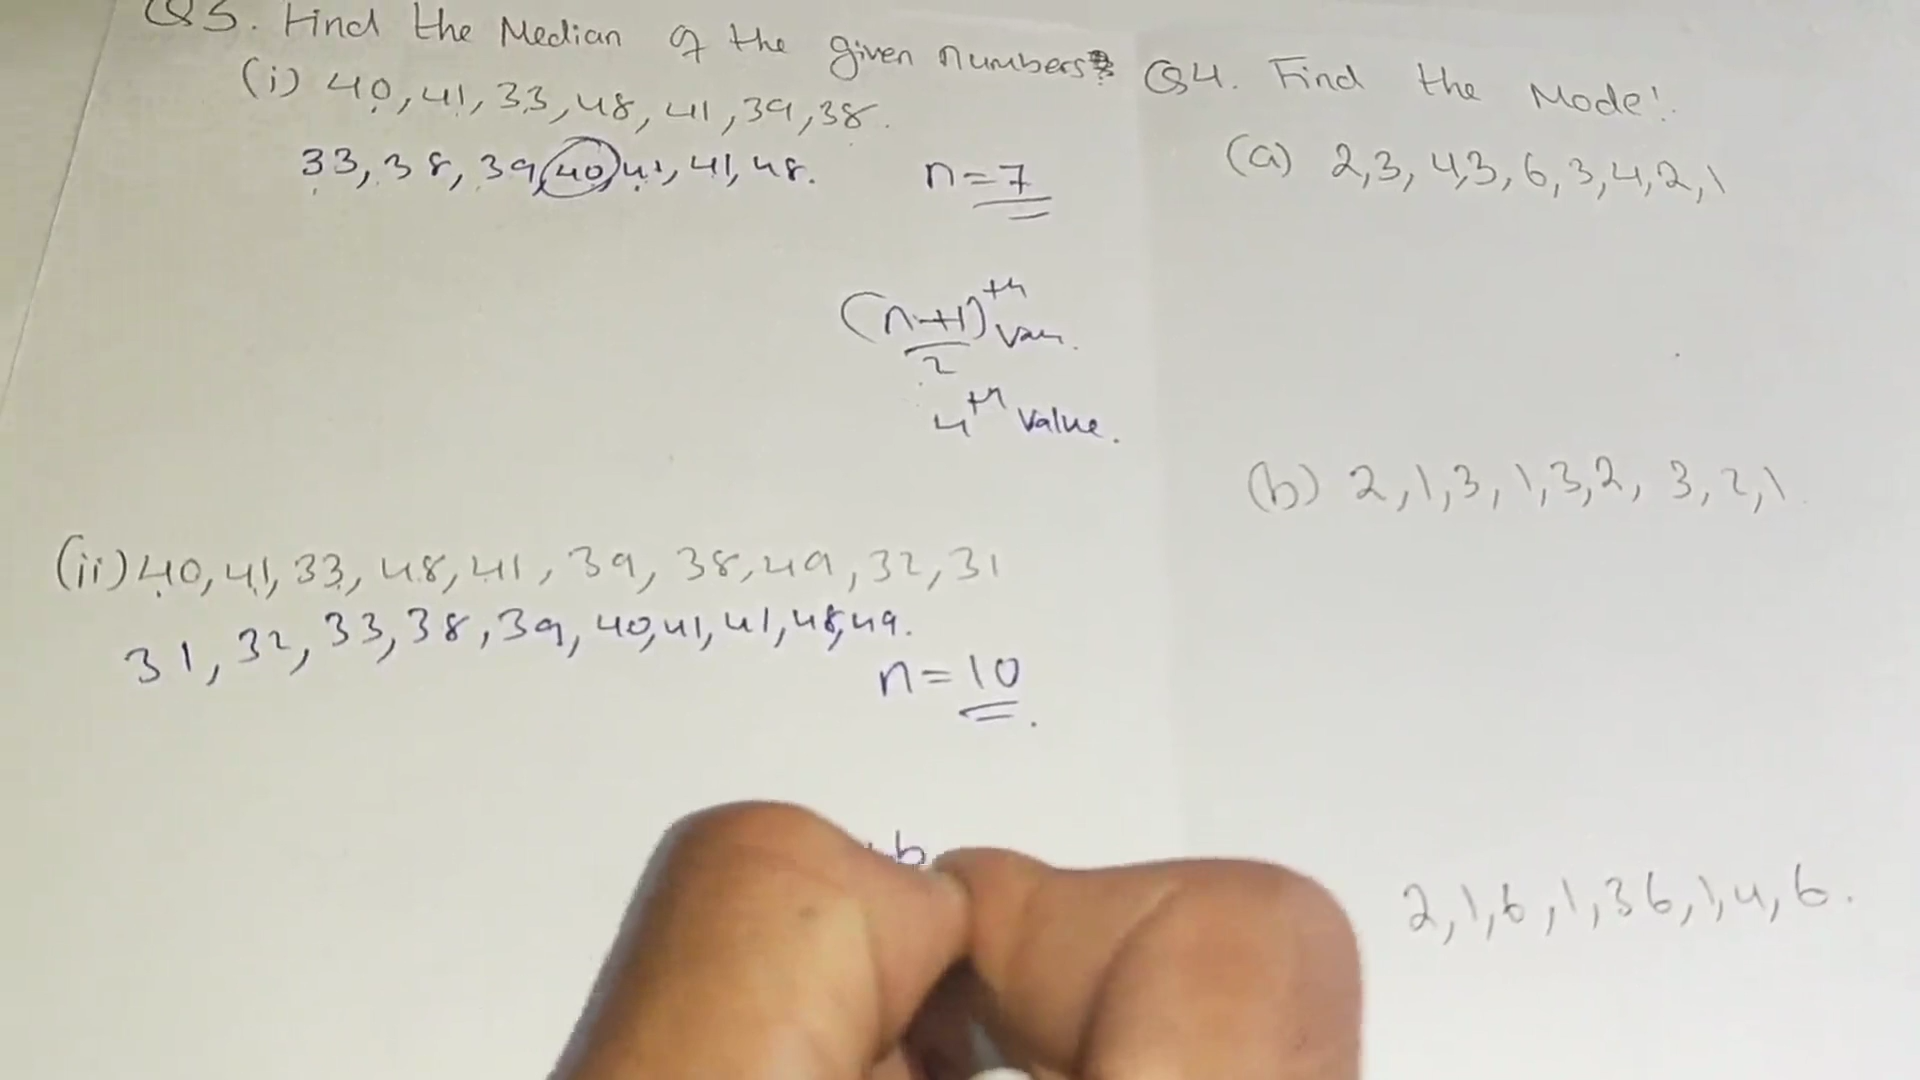 Q3. Find the Median of the given numbers
(i) 40, 41, 33, 48, 41, 39, 38.
33, 38, 39, 40, 41, 41, 48.
n=7
(n+1)th
2
4th value.
(ii) 40, 41, 33, 48, 41, 39, 38, 49, 32, 31
31, 32, 33, 38, 39, 40, 41, 41, 48, 49.
n=10
b
Q4. Find the Mode!
(a) 2,3, 4,3, 6, 3, 4, 2, 1
(b) 2, 1, 3, 1, 3, 2, 3, 2, 1
2, 1, 6, 1, 3 6, 1, 4, 6.